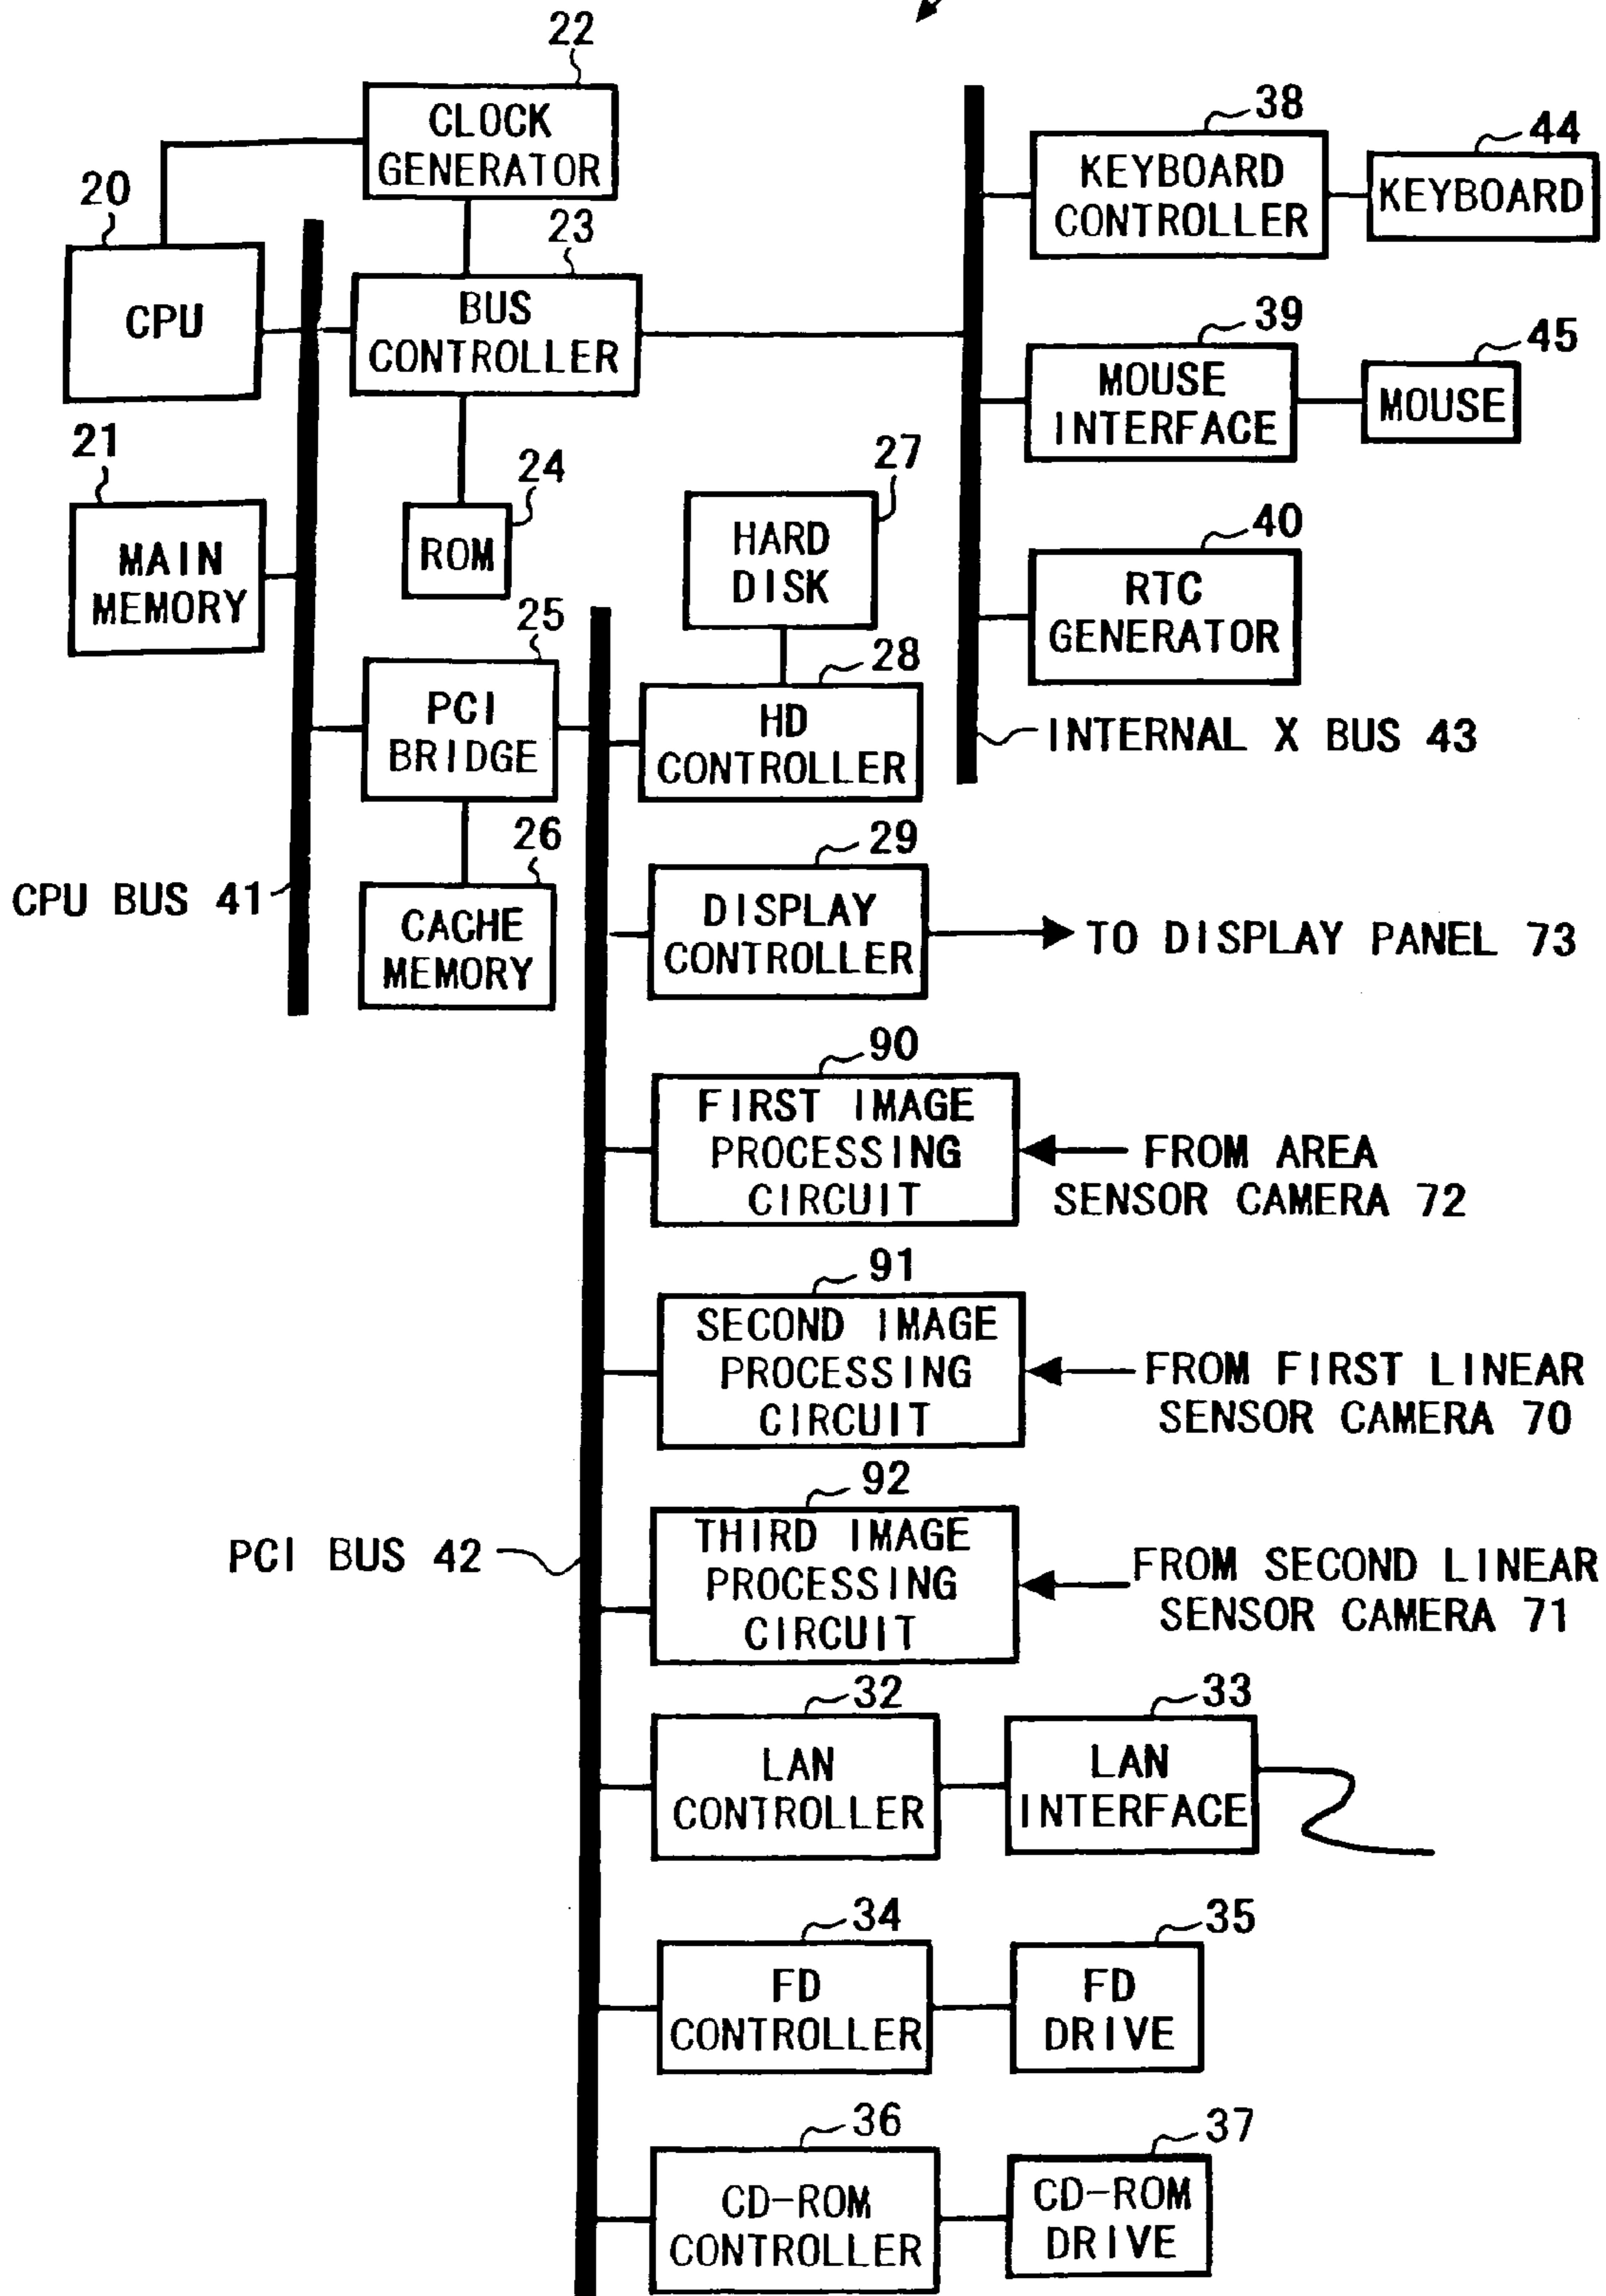 22
CLOCK
GENERATOR
20
CPU
23
BUS
CONTROLLER
21
MAIN
MEMORY
24
ROM
27
HARD
DISK
38
KEYBOARD
CONTROLLER
44
KEYBOARD
39
MOUSE
INTERFACE
45
MOUSE
40
RTC
GENERATOR
INTERNAL X BUS 43
25
PCI
BRIDGE
28
HD
CONTROLLER
26
CACHE
MEMORY
CPU BUS 41
29
DISPLAY
CONTROLLER
TO DISPLAY PANEL 73
90
FIRST IMAGE
PROCESSING
CIRCUIT
FROM AREA
SENSOR CAMERA 72
91
SECOND IMAGE
PROCESSING
CIRCUIT
FROM FIRST LINEAR
SENSOR CAMERA 70
92
THIRD IMAGE
PROCESSING
CIRCUIT
FROM SECOND LINEAR
SENSOR CAMERA 71
PCI BUS 42
32
LAN
CONTROLLER
33
LAN
INTERFACE
34
FD
CONTROLLER
35
FD
DRIVE
36
CD-ROM
CONTROLLER
37
CD-ROM
DRIVE